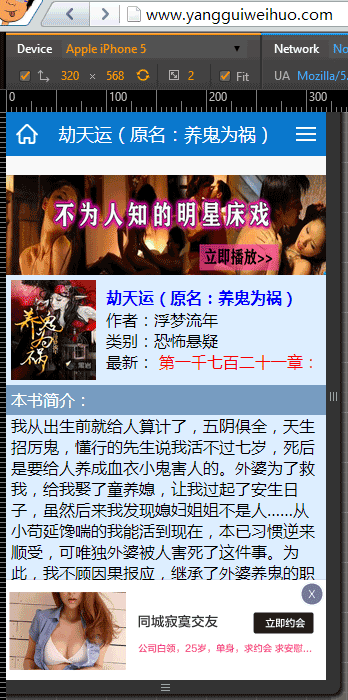 www.yangguiweihuo.com
Device Apple iPhone 5 Network No
320 × 568 2 Fit UA Mozilla/5.
0 100 200 300
劫天运（原名：养鬼为祸）
不为人知的明星床戏
立即播放>>
养鬼为祸
劫天运（原名：养鬼为祸）
作者：浮梦流年
类别：恐怖悬疑
最新： 第一千七百二十一章：
本书简介：
我从出生前就给人算计了，五阴俱全，天生
招厉鬼，懂行的先生说我活不过七岁，死后
是要给人养成血衣小鬼害人的。外婆为了救
我，给我娶了童养媳，让我过起了安生日
子，虽然后来我发现媳妇姐姐不是人……从
小苟延馋喘的我能活到现在，本已习惯逆来
顺受，可唯独外婆被人害死了这件事。为
此，我不顾因果报应，继承了外婆养鬼的职
X
同城寂寞交友
立即约会
公司白领，25岁，单身，求约会 求安慰...